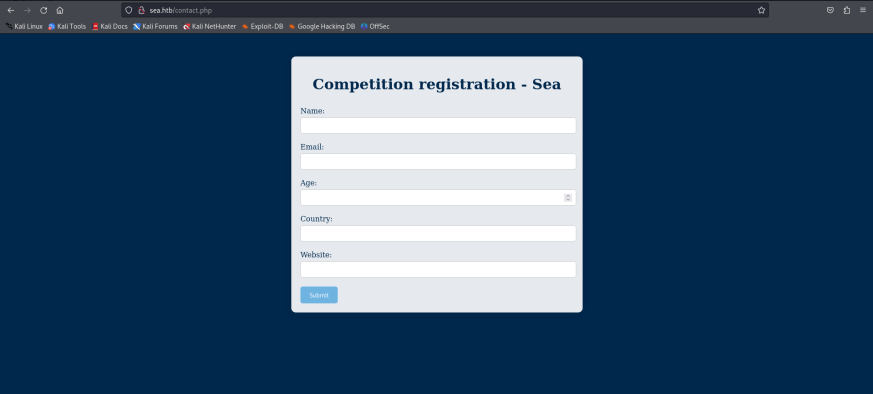 sea.htb/contact.php
Kali Linux Kali Tools Kali Docs Kali Forums Kali NetHunter Exploit-DB Google Hacking DB OffSec
Competition registration - Sea
Name:
Email:
Age:
Country:
Website:
Submit